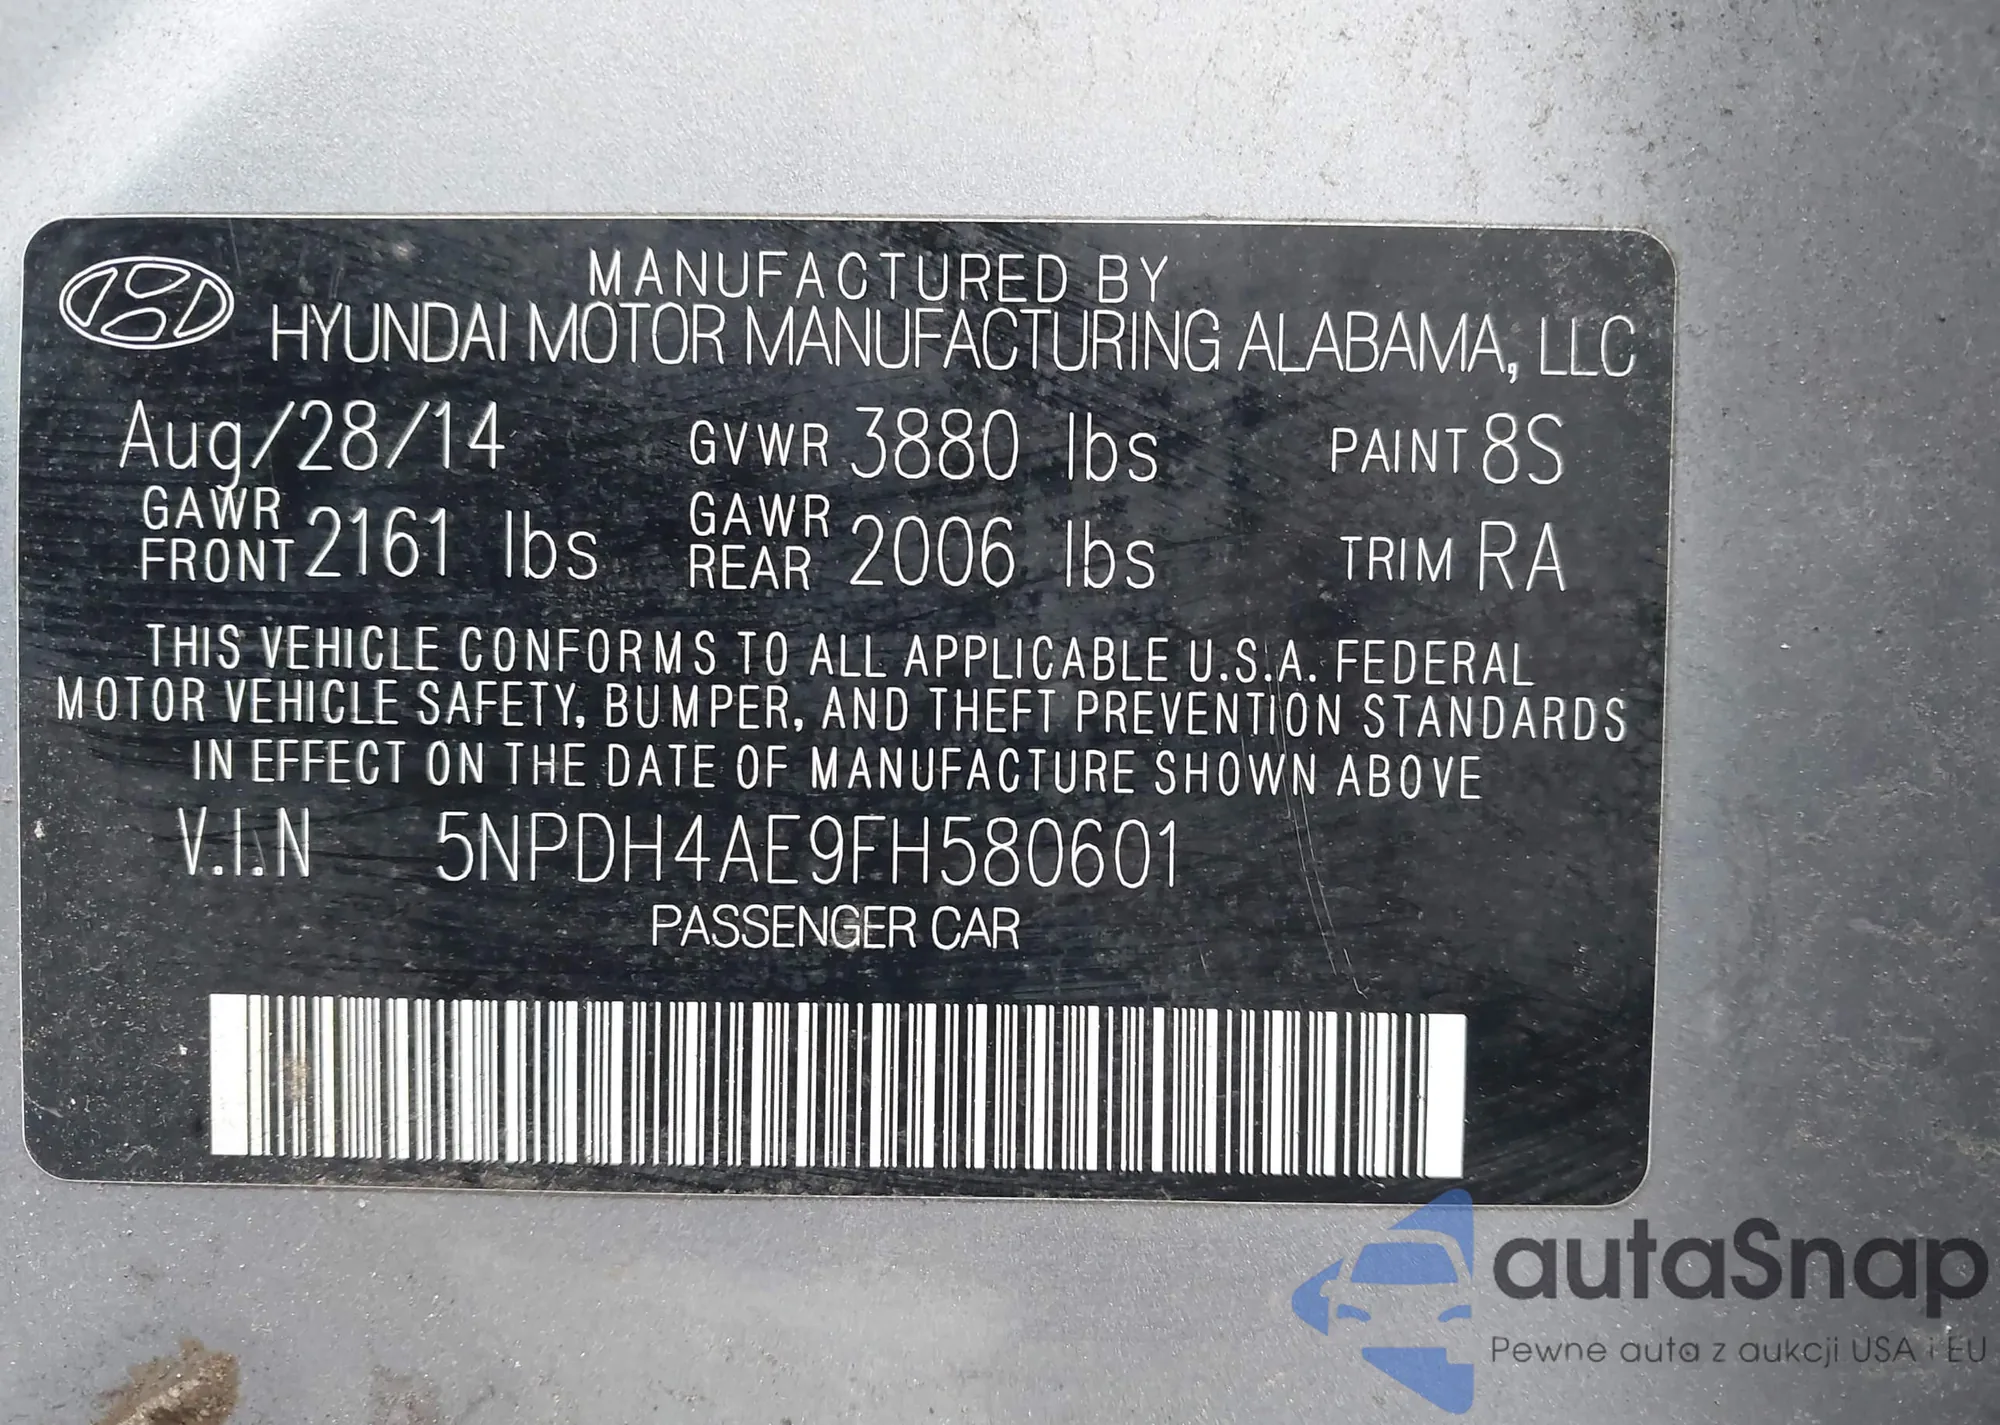 MANUFACTURED BY
HYUNDAI MOTOR MANUFACTURING ALABAMA, LLC
Aug/28/14 GVWR 3880 lbs PAINT 8S
GAWR FRONT 2161 lbs GAWR REAR 2006 lbs TRIM RA
THIS VEHICLE CONFORMS TO ALL APPLICABLE U.S.A. FEDERAL
MOTOR VEHICLE SAFETY, BUMPER, AND THEFT PREVENTION STANDARDS
IN EFFECT ON THE DATE OF MANUFACTURE SHOWN ABOVE
V.I.N 5NPDH4AE9FH580601
PASSENGER CAR
autaSnap
Pewne auta z aukcji USA i EU